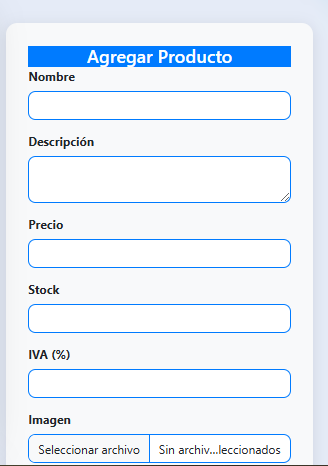 Agregar Producto
Nombre
Descripción
Precio
Stock
IVA (%)
Imagen
Seleccionar archivo Sin archiv...leccionados